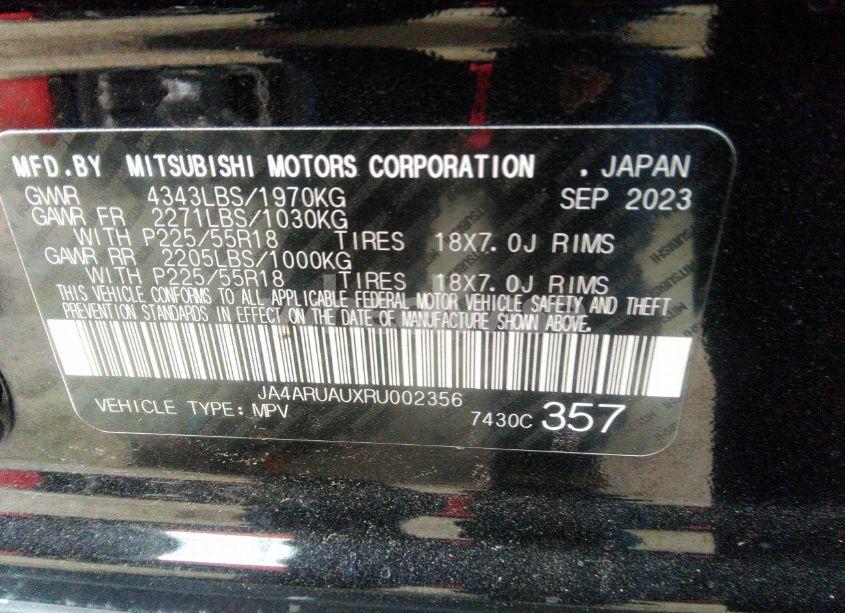 MFD.BY MITSUBISHI MOTORS CORPORATION .JAPAN
GVWR 4343LBS/1970KG SEP 2023
GAWR FR 2271LBS/1030KG
WITH P225/55R18 TIRES 18X7.0J RIMS
GAWR RR 2205LBS/1000KG
WITH P225/55R18 TIRES 18X7.0J RIMS
THIS VEHICLE CONFORMS TO ALL APPLICABLE FEDERAL MOTOR VEHICLE SAFETY AND THEFT
PREVENTION STANDARDS IN EFFECT ON THE DATE OF MANUFACTURE SHOWN ABOVE.
JA4ARUAUXRU002356
VEHICLE TYPE: MPV 7430C 357